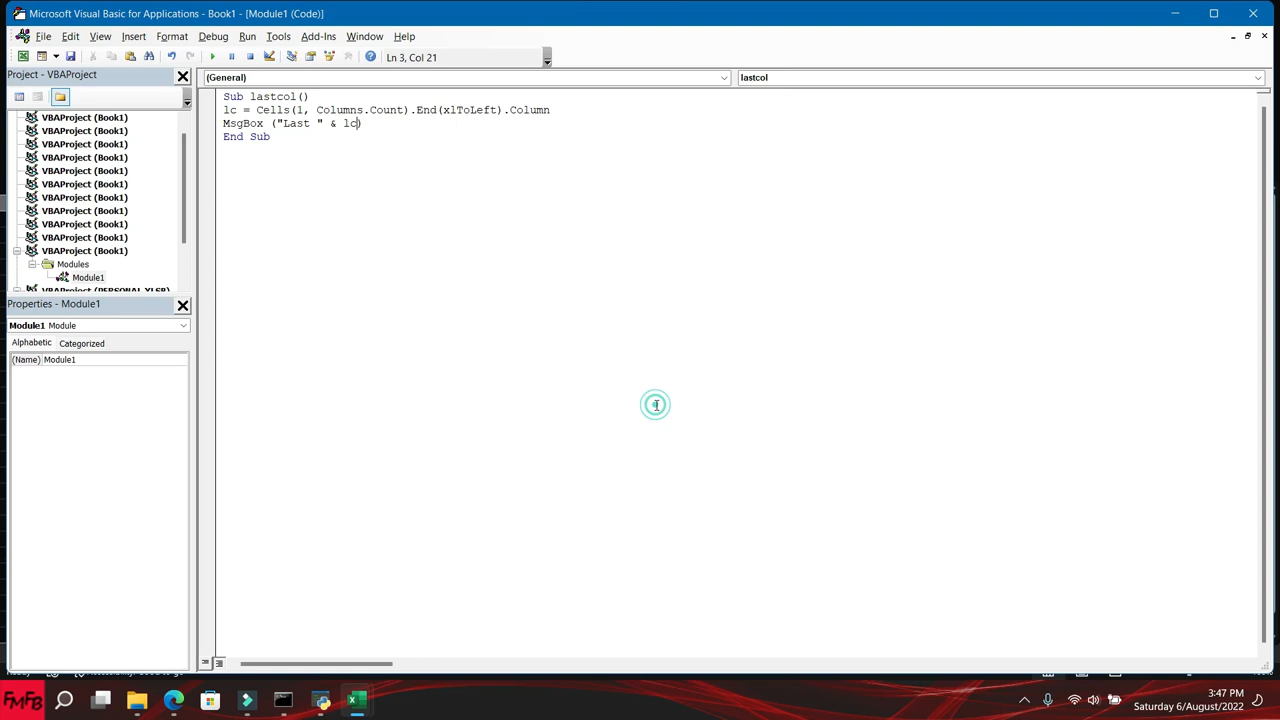 Microsoft Visual Basic for Applications - Book1 - [Module1 (Code)]
File Edit View Insert Format Debug Run Tools Add-Ins Window Help
Ln 3, Col 21
Project - VBAProject
(General)
lastcol
VBAProject (Book1)
VBAProject (Book1)
VBAProject (Book1)
VBAProject (Book1)
VBAProject (Book1)
VBAProject (Book1)
VBAProject (Book1)
VBAProject (Book1)
VBAProject (Book1)
VBAProject (Book1)
VBAProject (Book1)
Modules
Module1
VBAProject (PERSONAL.XLSB)
Sub lastcol()
lc = Cells(1, Columns.Count).End(xlToLeft).Column
MsgBox ("Last " & lc)
End Sub
Properties - Module1
Module1 Module
Alphabetic Categorized
(Name) Module1
FMFB
3:47 PM
Saturday 6/August/2022